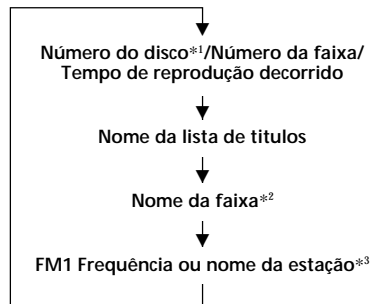 Número do disco*1/Número da faixa/
Tempo de reprodução decorrido
Nome da lista de titulos
Nome da faixa*2
FM1 Frequência ou nome da estação*3